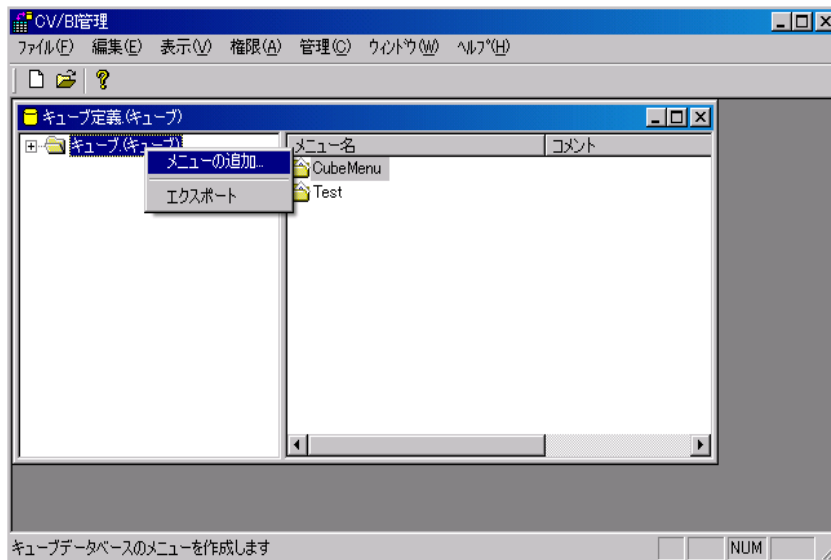 CV/BI管理
ﾌｧｲﾙ(F) 編集(E) 表示(V) 権限(A) 管理(C) ｳｨﾝﾄﾞｳ(W) ﾍﾙﾌﾟ(H)
キューブ定義.(キューブ)
キューブ.(キューブ)
メニュー名 コメント
メニューの追加...
CubeMenu
エクスポート
Test
キューブデータベースのメニューを作成します
NUM